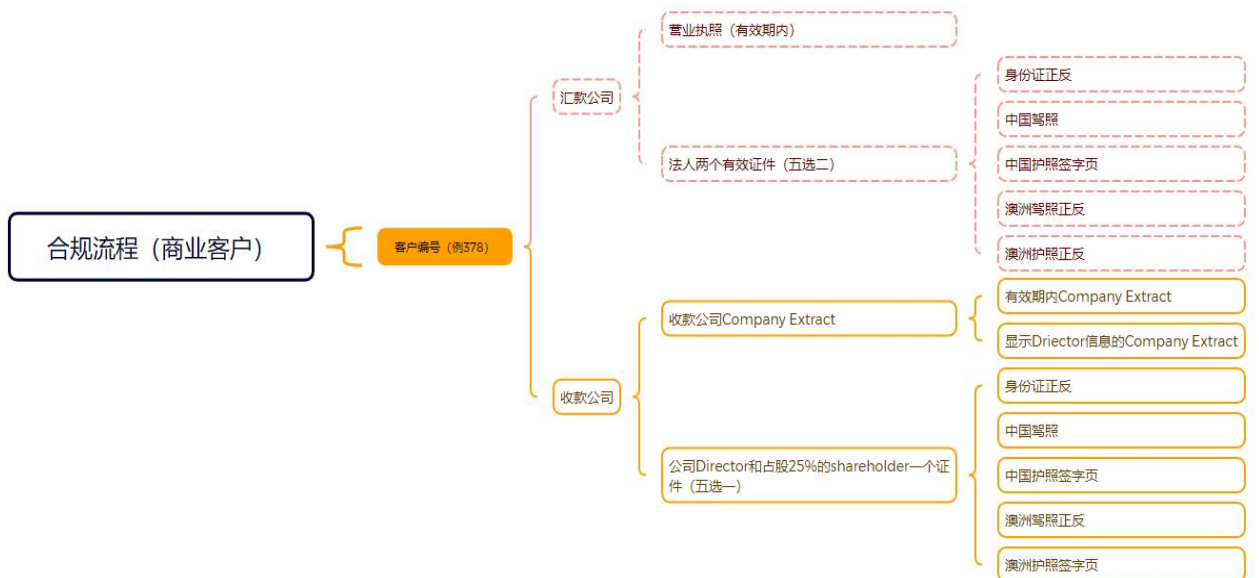 合规流程（商业客户）
客户编号（例378）
汇款公司
营业执照（有效期内）
法人两个有效证件（五选二）
身份证正反
中国驾照
中国护照签字页
澳洲驾照正反
澳洲护照正反
收款公司
收款公司Company Extract
有效期内Company Extract
显示Driector信息的Company Extract
公司Director和占股25%的shareholder一个证
件（五选一）
身份证正反
中国驾照
中国护照签字页
澳洲驾照正反
澳洲护照签字页